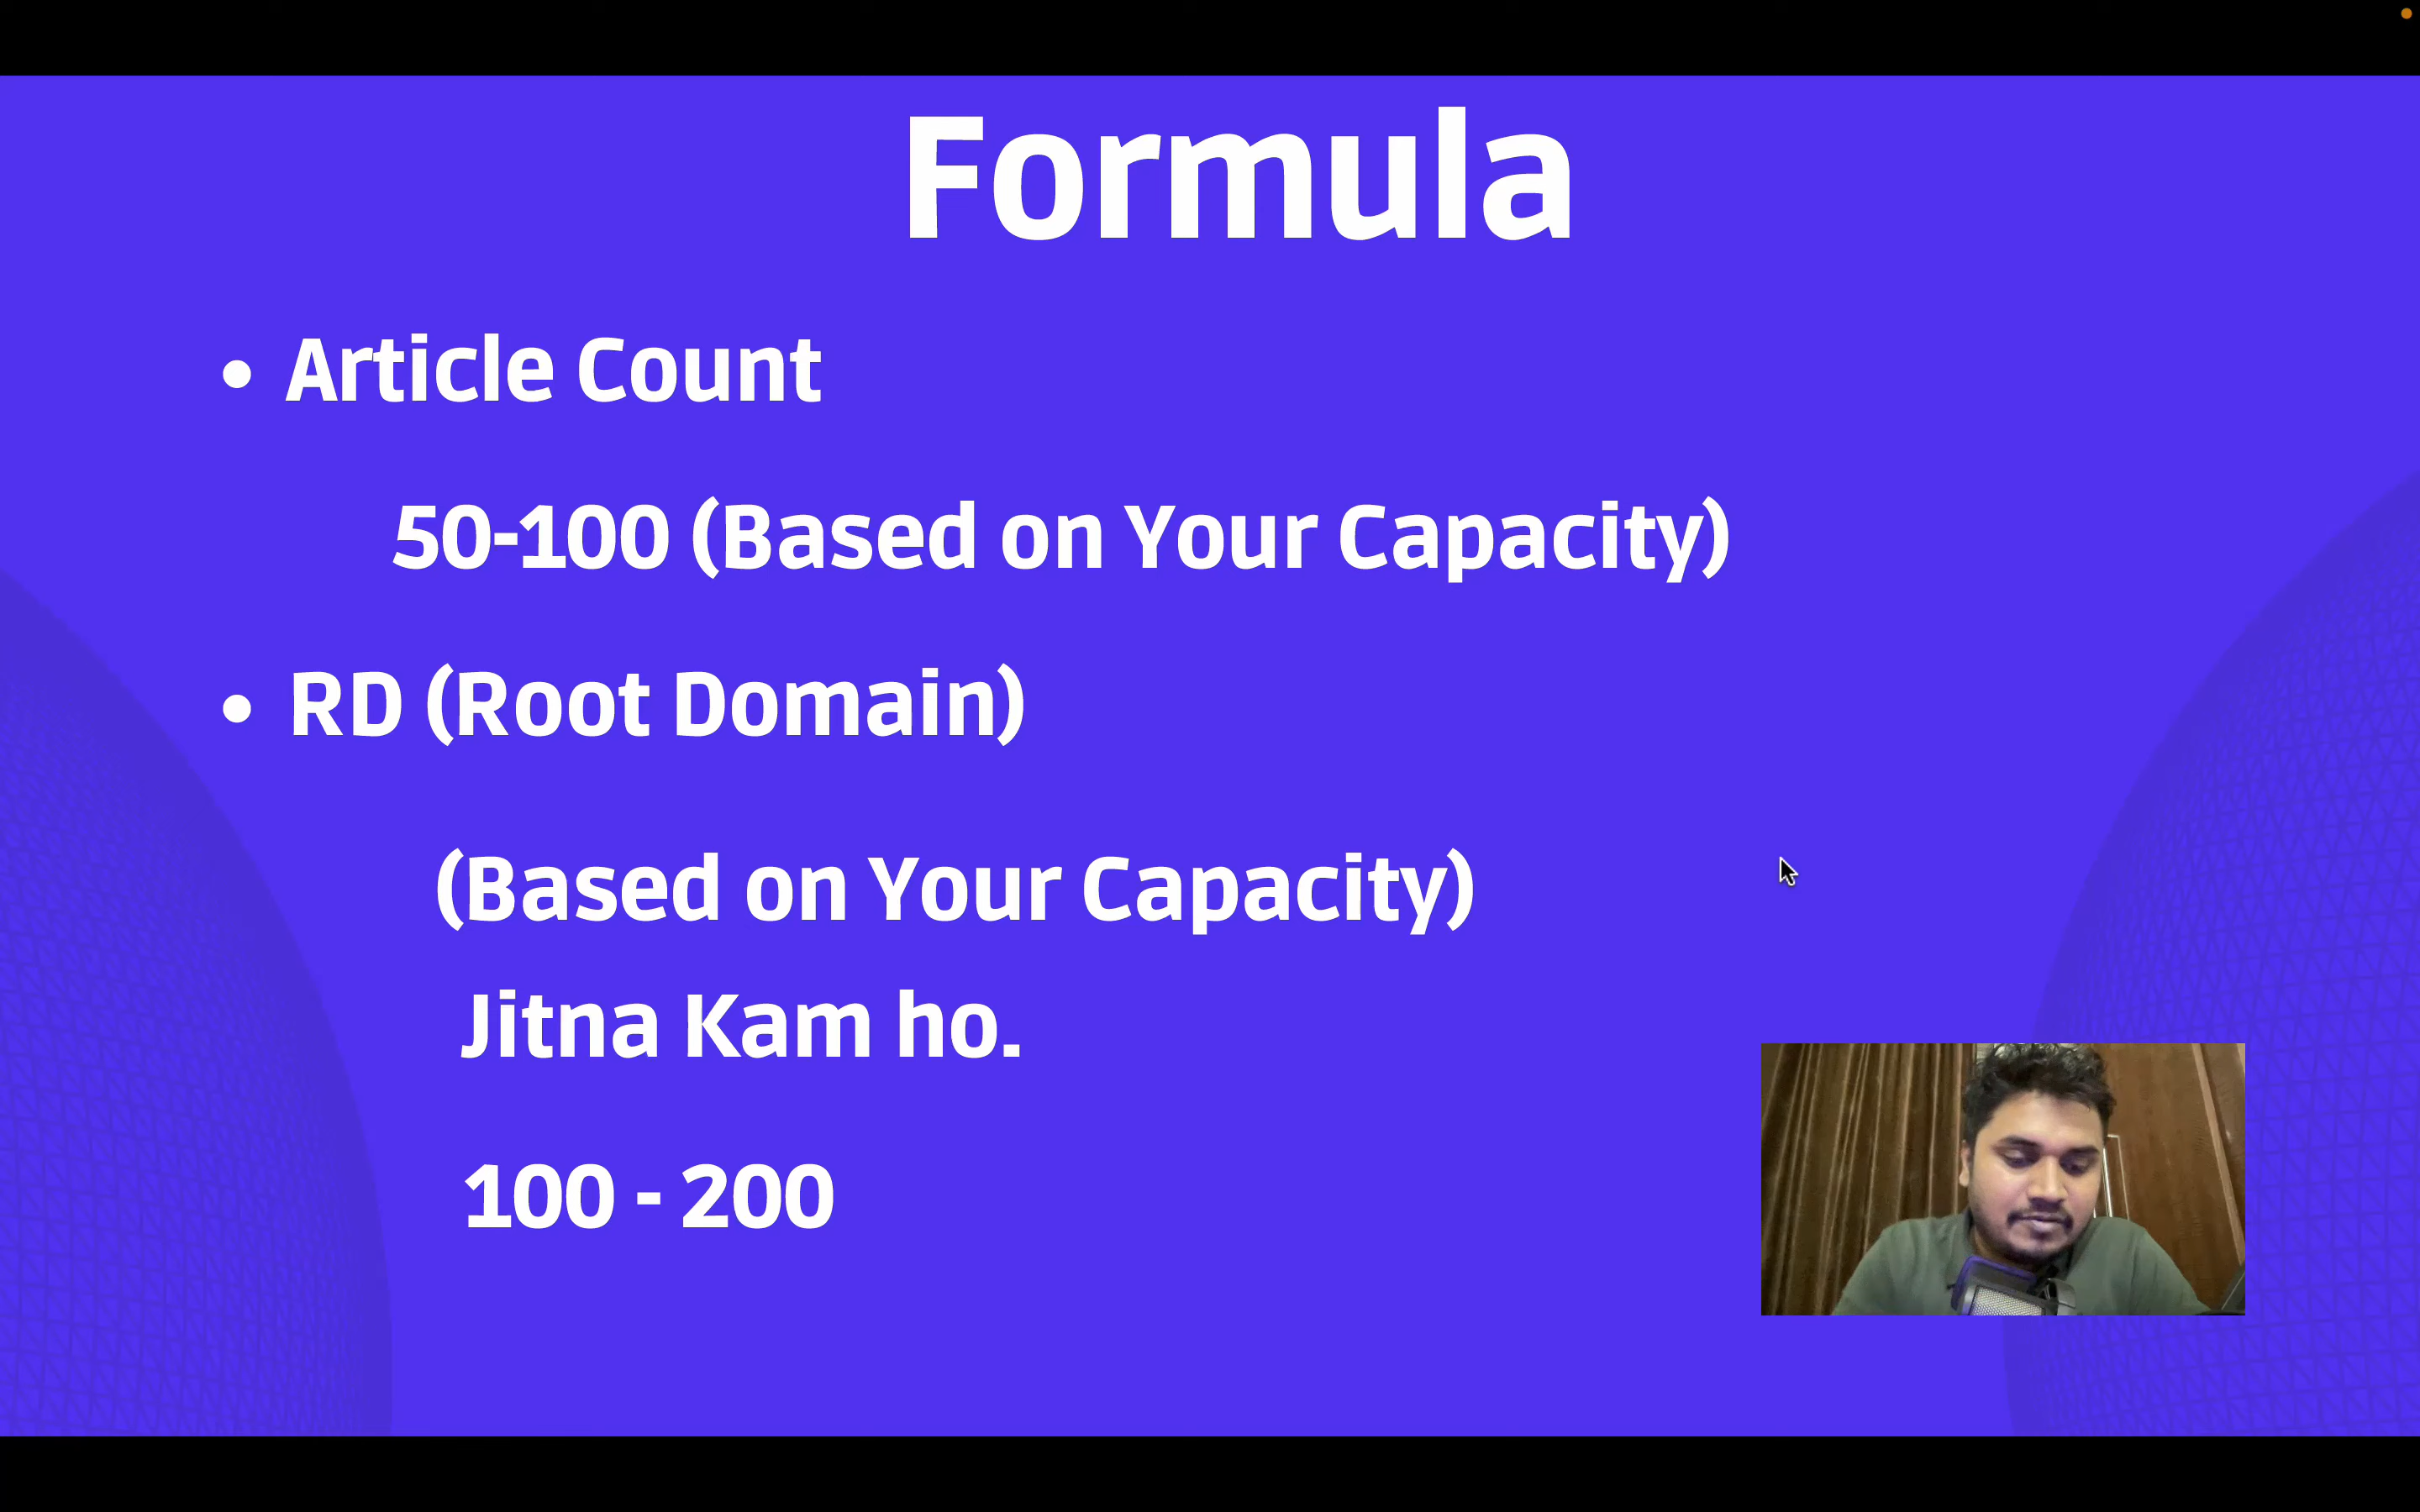 Formula
• Article Count
50-100 (Based on Your Capacity)
• RD (Root Domain)
(Based on Your Capacity)
Jitna Kam ho.
100 - 200